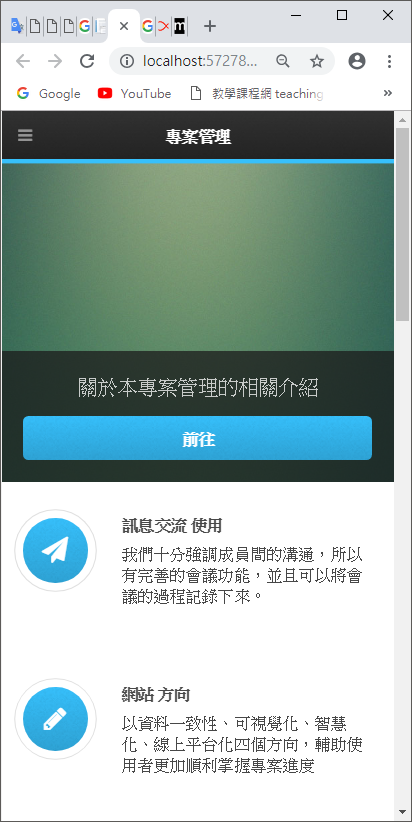 localhost:57278...
Google
YouTube
教學課程網 teaching
»
專案管理
關於本專案管理的相關介紹
前往
訊息交流 使用
我們十分強調成員間的溝通，所以
有完善的會議功能，並且可以將會
議的過程記錄下來。
網站 方向
以資料一致性、可視覺化、智慧
化、線上平台化四個方向，輔助使
用者更加順利掌握專案進度